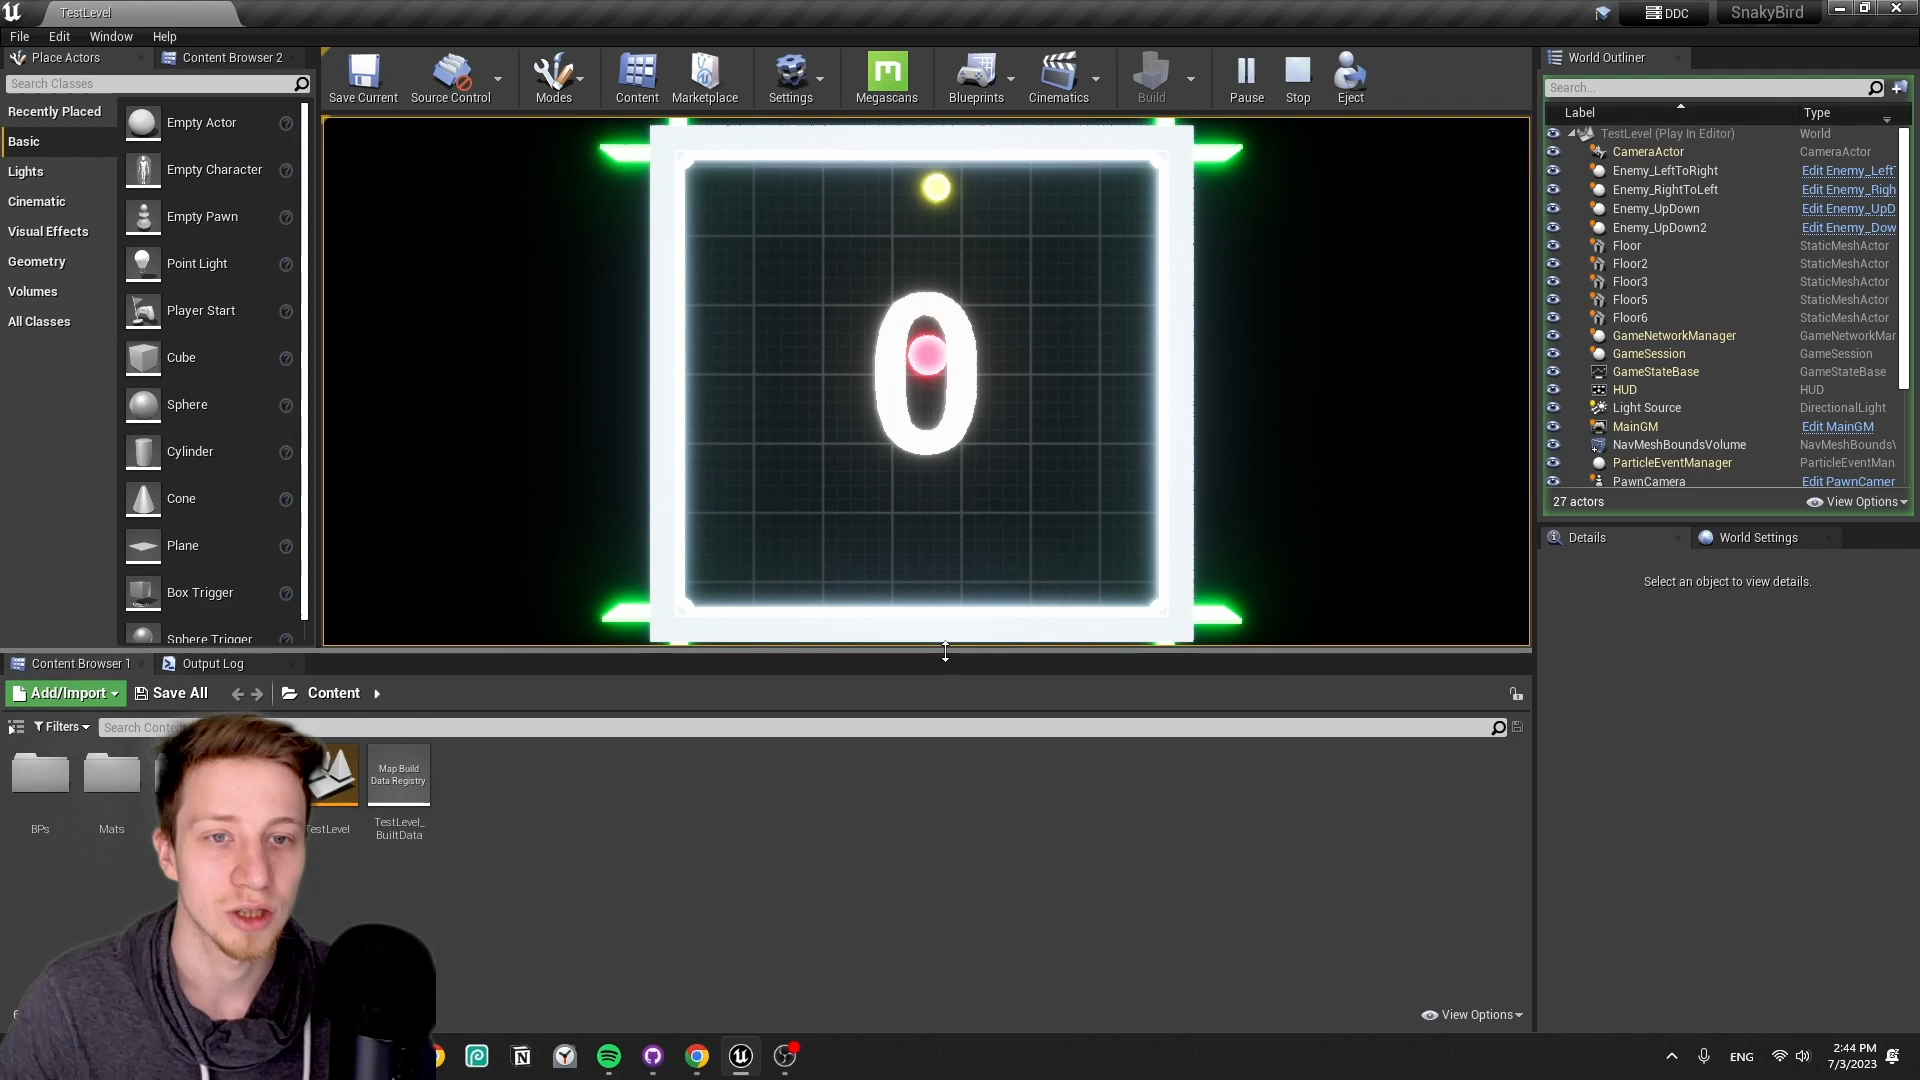 TestLevel
DDC
SnakyBird
File
Edit
Window
Help
Place Actors
Content Browser 2
Search Classes
Recently Placed
Basic
Lights
Cinematic
Visual Effects
Geometry
Volumes
All Classes
Empty Actor
Empty Character
Empty Pawn
Point Light
Player Start
Cube
Sphere
Cylinder
Cone
Plane
Box Trigger
Sphere Trigger
Save Current
Source Control
Modes
Content
Marketplace
Settings
Megascans
Blueprints
Cinematics
Build
Pause
Stop
Eject
0
World Outliner
Search...
Label
Type
TestLevel (Play In Editor) World
CameraActor CameraActor
Enemy_LeftToRight Edit Enemy_Left
Enemy_RightToLeft Edit Enemy_Righ
Enemy_UpDown Edit Enemy_UpD
Enemy_UpDown2 Edit Enemy_Dow
Floor StaticMeshActor
Floor2 StaticMeshActor
Floor3 StaticMeshActor
Floor5 StaticMeshActor
Floor6 StaticMeshActor
GameNetworkManager GameNetworkMar
GameSession GameSession
GameStateBase GameStateBase
HUD HUD
Light Source DirectionalLight
MainGM Edit MainGM
NavMeshBoundsVolume NavMeshBounds
ParticleEventManager ParticleEventMan
PawnCamera Edit PawnCamer
27 actors
View Options
Details
World Settings
Select an object to view details.
Content Browser 1
Output Log
Add/Import
Save All
Content
Filters
Search Conte
BPs
Mats
TestLevel
Map Build
Data Registry
TestLevel_
BuiltData
View Options
ENG
2:44 PM
7/3/2023